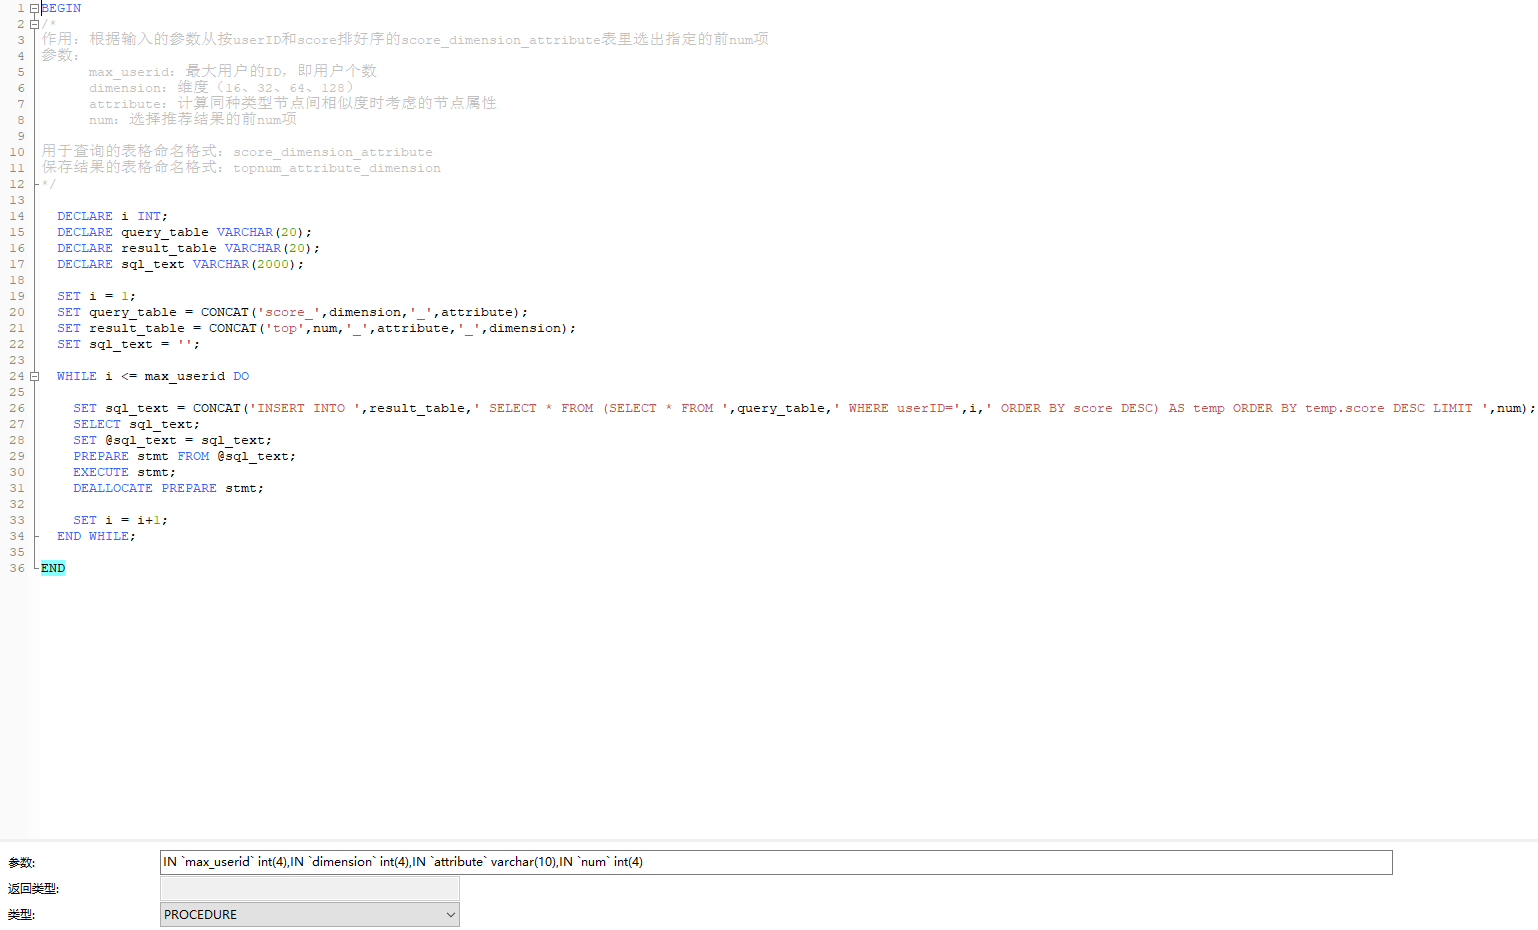 1 BEGIN
2 /*
3 作用：根据输入的参数从按userID和score排好序的score_dimension_attribute表里选出指定的前num项
4 参数：
5 max_userid：最大用户的ID，即用户个数
6 dimension：维度（16、32、64、128）
7 attribute：计算同种类型节点间相似度时考虑的节点属性
8 num：选择推荐结果的前num项
9
10 用于查询的表格命名格式：score_dimension_attribute
11 保存结果的表格命名格式：topnum_attribute_dimension
12 */
13
14 DECLARE i INT;
15 DECLARE query_table VARCHAR(20);
16 DECLARE result_table VARCHAR(20);
17 DECLARE sql_text VARCHAR(2000);
18
19 SET i = 1;
20 SET query_table = CONCAT('score_',dimension,'_',attribute);
21 SET result_table = CONCAT('top',num,'_',attribute,'_',dimension);
22 SET sql_text = '';
23
24 WHILE i <= max_userid DO
25
26 SET sql_text = CONCAT('INSERT INTO ',result_table,' SELECT * FROM (SELECT * FROM ',query_table,' WHERE userID=',i,' ORDER BY score DESC) AS temp ORDER BY temp.score DESC LIMIT ',num);
27 SELECT sql_text;
28 SET @sql_text = sql_text;
29 PREPARE stmt FROM @sql_text;
30 EXECUTE stmt;
31 DEALLOCATE PREPARE stmt;
32
33 SET i = i+1;
34 END WHILE;
35
36 END
参数: IN `max_userid` int(4),IN `dimension` int(4),IN `attribute` varchar(10),IN `num` int(4)
返回类型:
类型: PROCEDURE